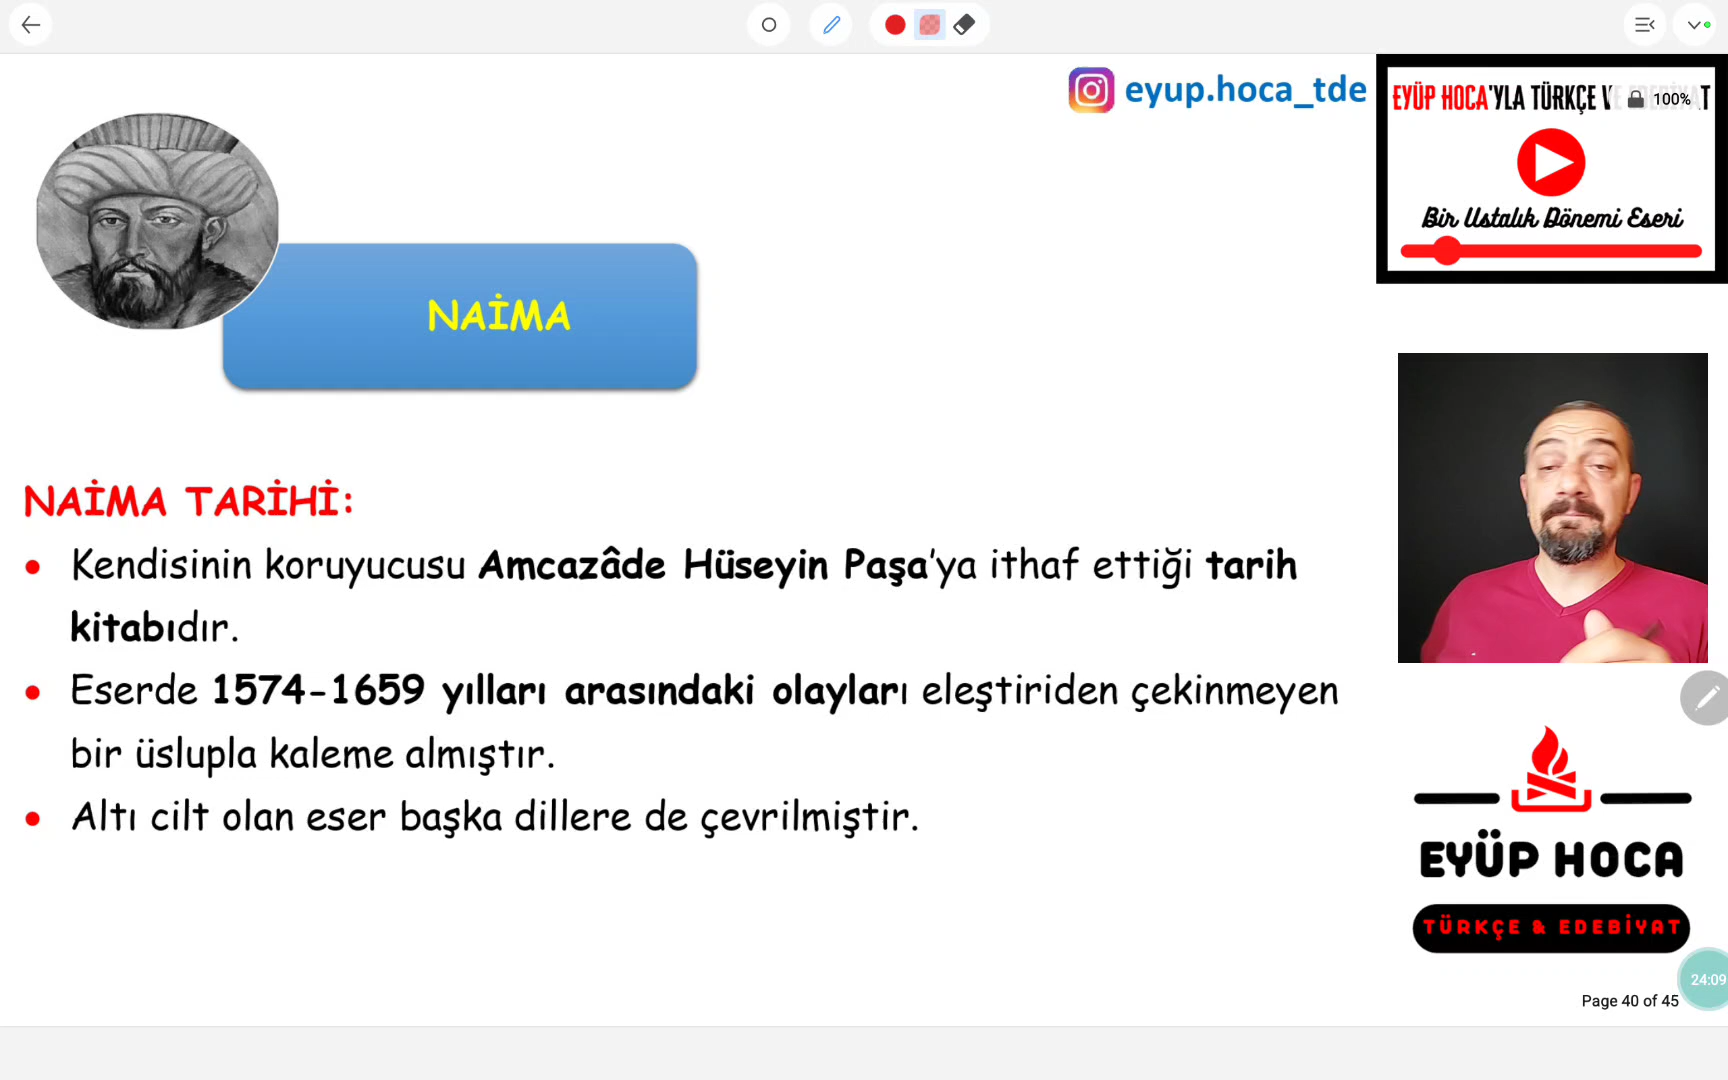 eyup.hoca_tde
EYÜP HOCA'YLA TÜRKÇE VE EDEBİYAT
100%
Bir Ustalık Dönemi Eseri
NAİMA
NAİMA TARİHİ:
• Kendisinin koruyucusu Amcazâde Hüseyin Paşa'ya ithaf ettiği tarih
kitabıdır.
• Eserde 1574-1659 yılları arasındaki olayları eleştiriden çekinmeyen
bir üslupla kaleme almıştır.
• Altı cilt olan eser başka dillere de çevrilmiştir.
EYÜP HOCA
TÜRKÇE & EDEBİYAT
24:09
Page 40 of 45